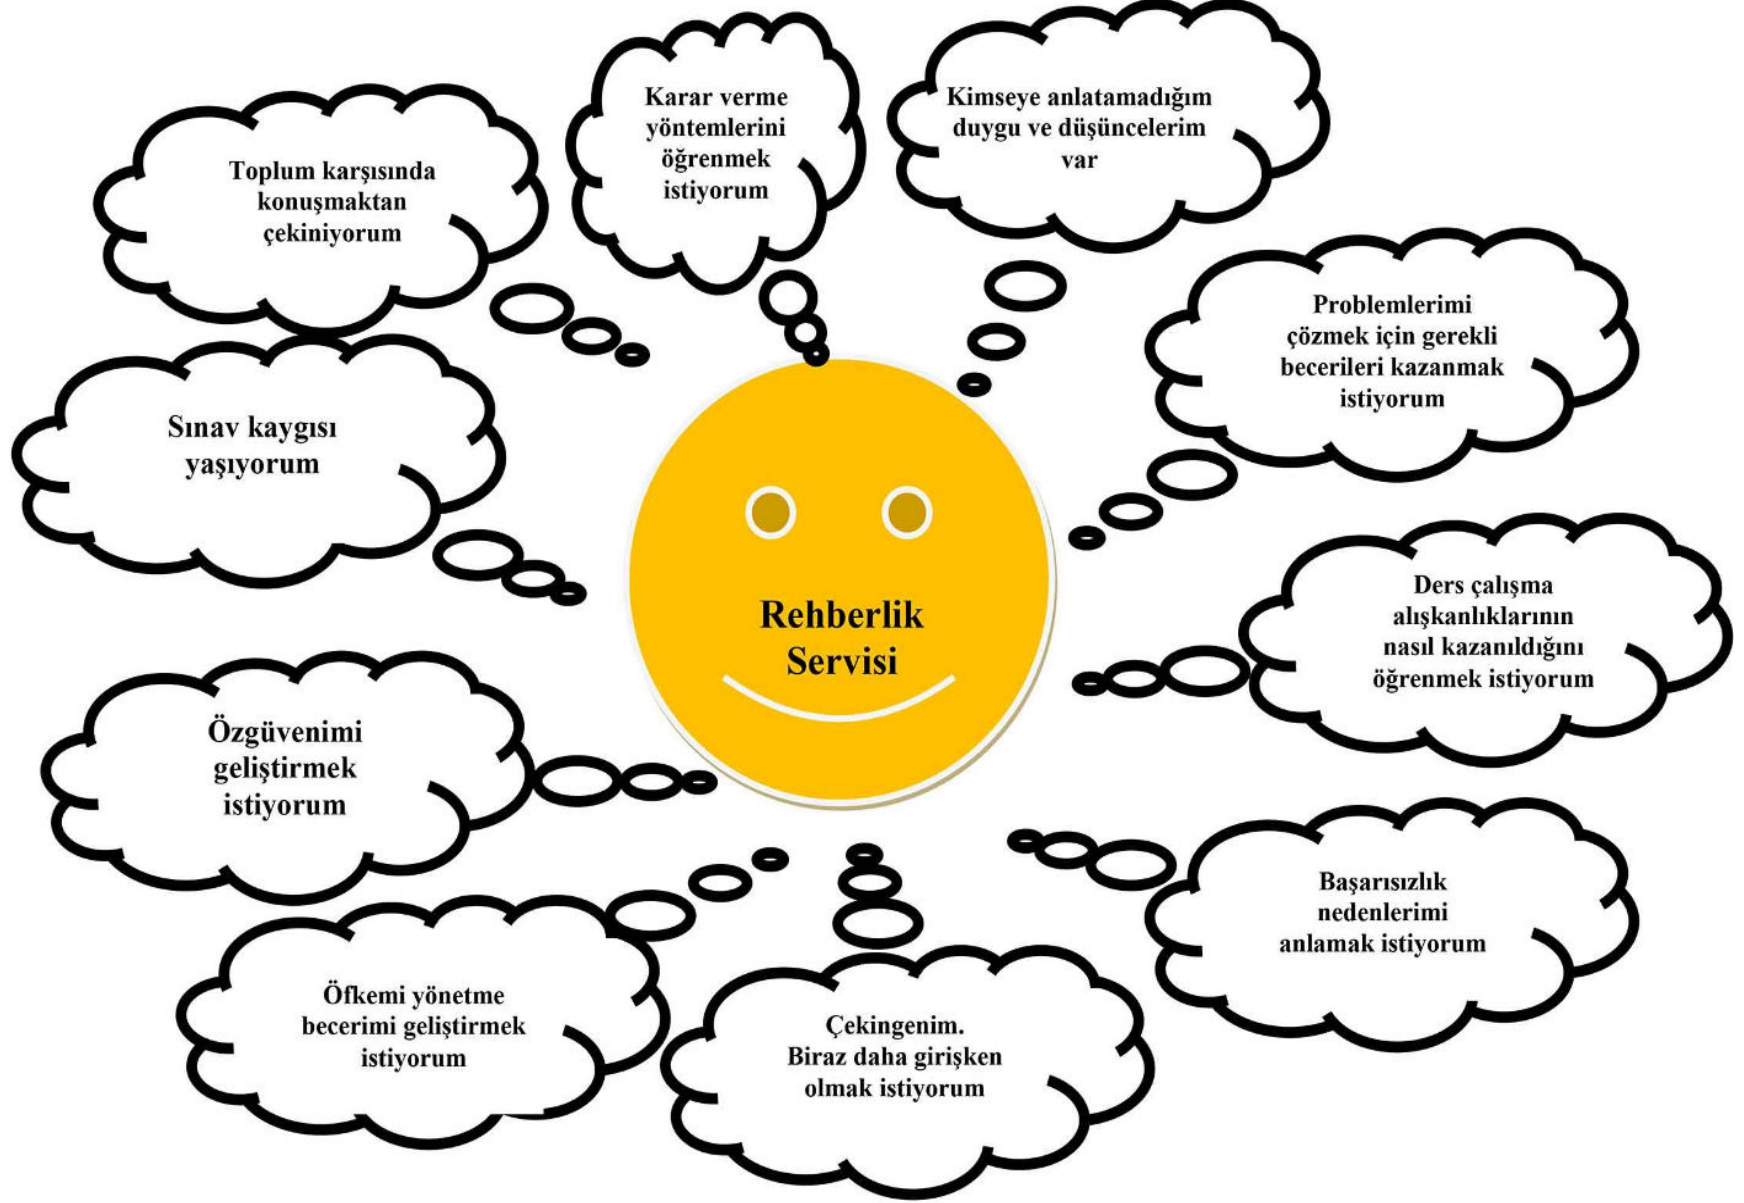 Karar verme
yöntemlerini
öğrenmek
istiyorum
Kimseye anlatamadığım
duygu ve düşüncelerim
var
Toplum karşısında
konuşmaktan
çekiniyorum
Problemlerimi
çözmek için gerekli
becerileri kazanmak
istiyorum
Sınav kaygısı
yaşıyorum
Rehberlik
Servisi
Ders çalışma
alışkanlıklarının
nasıl kazanıldığını
öğrenmek istiyorum
Özgüvenimi
geliştirmek
istiyorum
Başarısızlık
nedenlerimi
anlamak istiyorum
Öfkemi yönetme
becerimi geliştirmek
istiyorum
Çekingenim.
Biraz daha girişken
olmak istiyorum